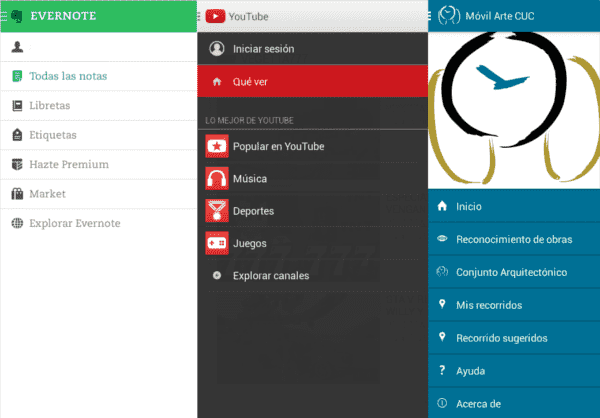 EVERNOTE
Todas las notas
Libretas
Etiquetas
Hazte Premium
Market
Explorar Evernote
YouTube
Iniciar sesión
Qué ver
LO MEJOR DE YOUTUBE
Popular en YouTube
Música
Deportes
Juegos
Explorar canales
Móvil Arte CUC
Inicio
Reconocimiento de obras
Conjunto Arquitectónico
Mis recorridos
Recorrido sugeridos
Ayuda
Acerca de